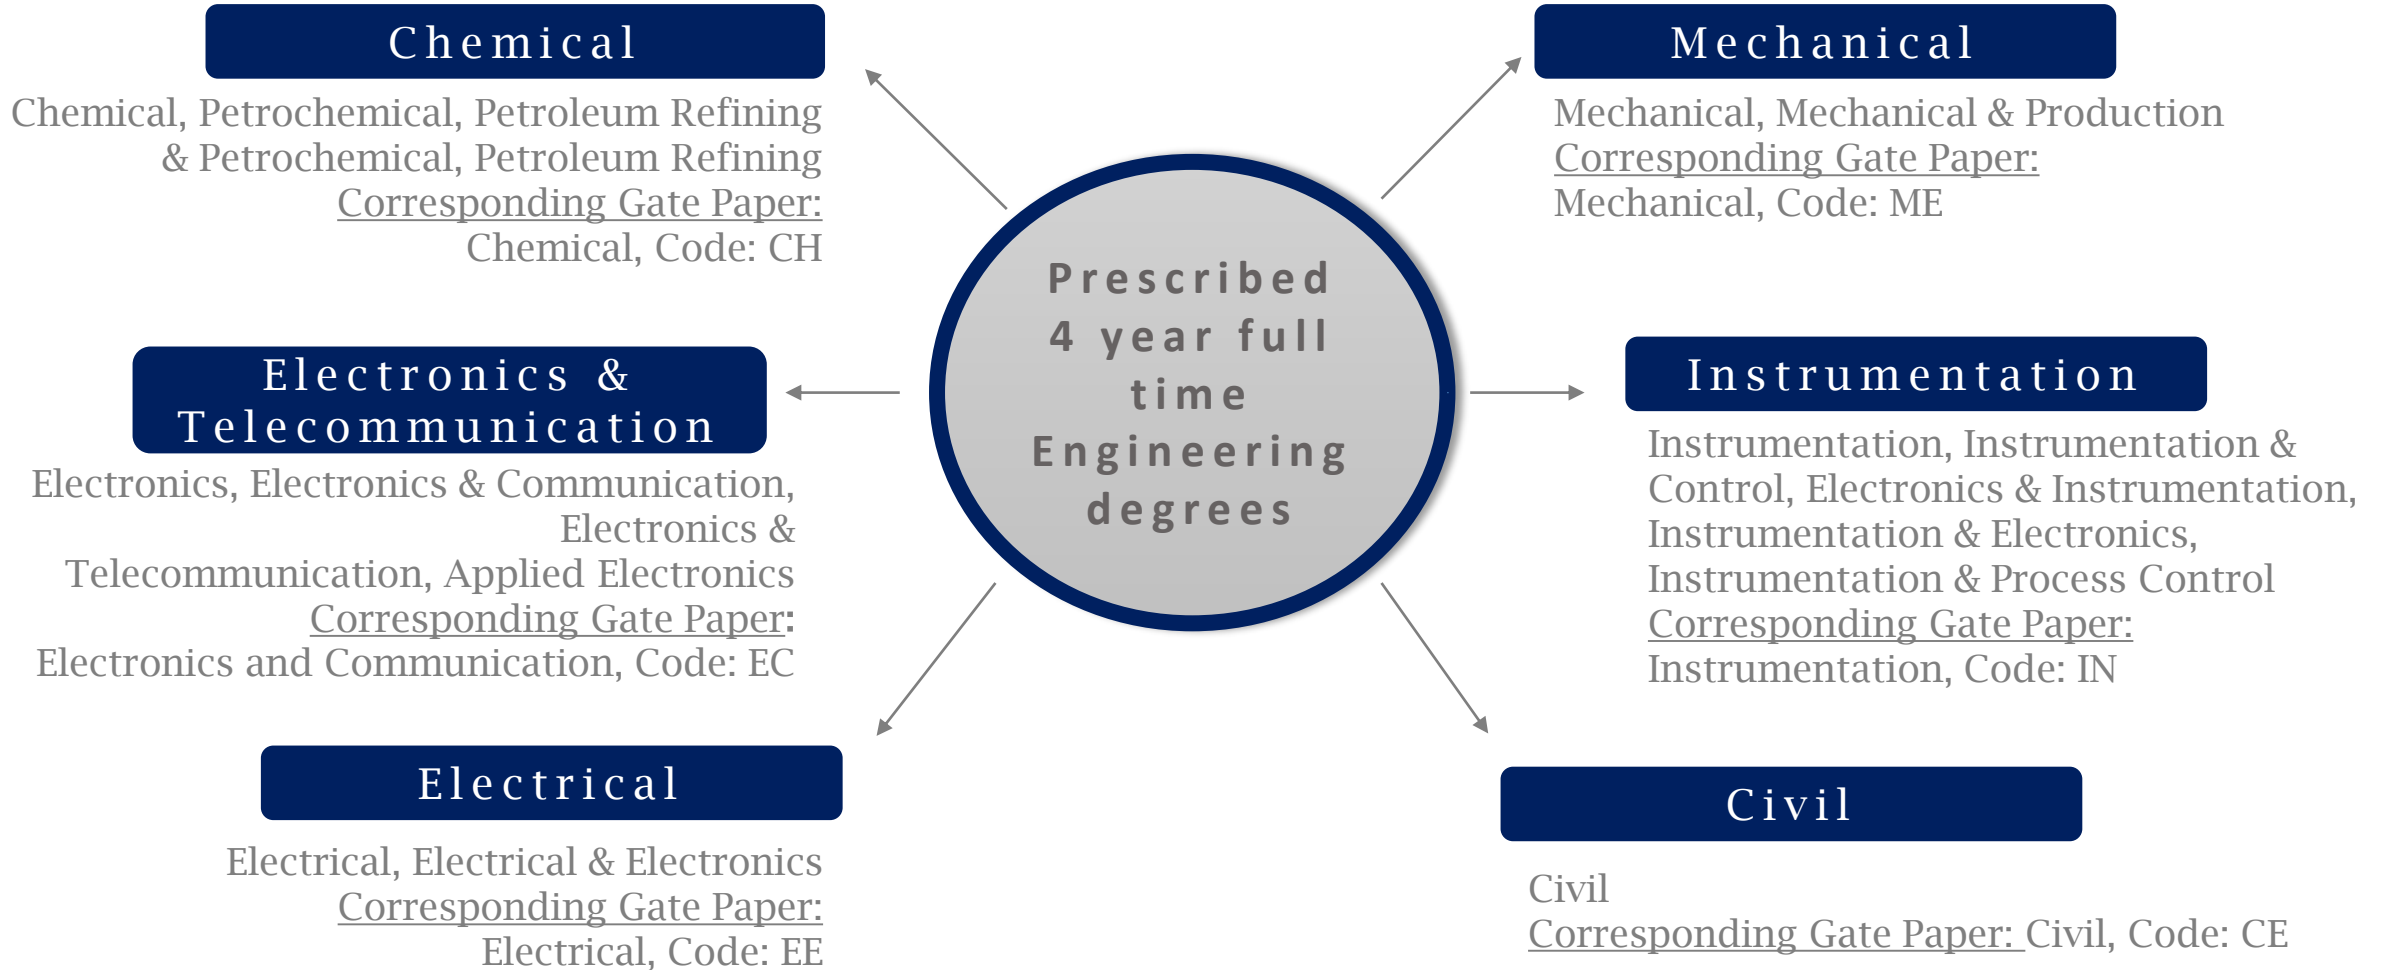 Chemical
Chemical, Petrochemical, Petroleum Refining
& Petrochemical, Petroleum Refining
Corresponding Gate Paper:
Chemical, Code: CH
Electronics &
Telecommunication
Electronics, Electronics & Communication,
Electronics &
Telecommunication, Applied Electronics
Corresponding Gate Paper:
Electronics and Communication, Code: EC
Electrical
Electrical, Electrical & Electronics
Corresponding Gate Paper:
Electrical, Code: EE
Prescribed
4 year full
time
Engineering
degrees
Mechanical
Mechanical, Mechanical & Production
Corresponding Gate Paper:
Mechanical, Code: ME
Instrumentation
Instrumentation, Instrumentation &
Control, Electronics & Instrumentation,
Instrumentation & Electronics,
Instrumentation & Process Control
Corresponding Gate Paper:
Instrumentation, Code: IN
Civil
Civil
Corresponding Gate Paper: Civil, Code: CE